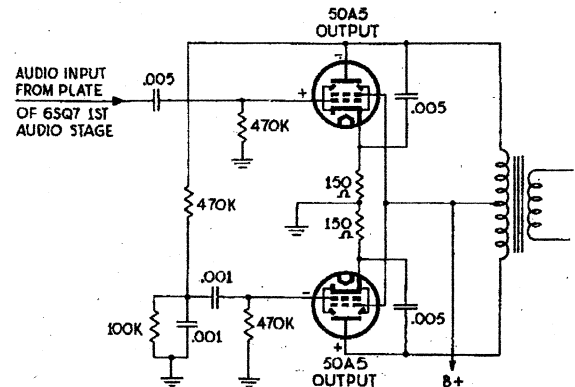 50A5
OUTPUT
AUDIO INPUT
FROM PLATE
OF 6SQ7 1ST
AUDIO STAGE
.005
+
-
470K
.005
470K
150
Ω
150
Ω
.001
-
100K
.001
470K
.005
+
50A5
OUTPUT
B+